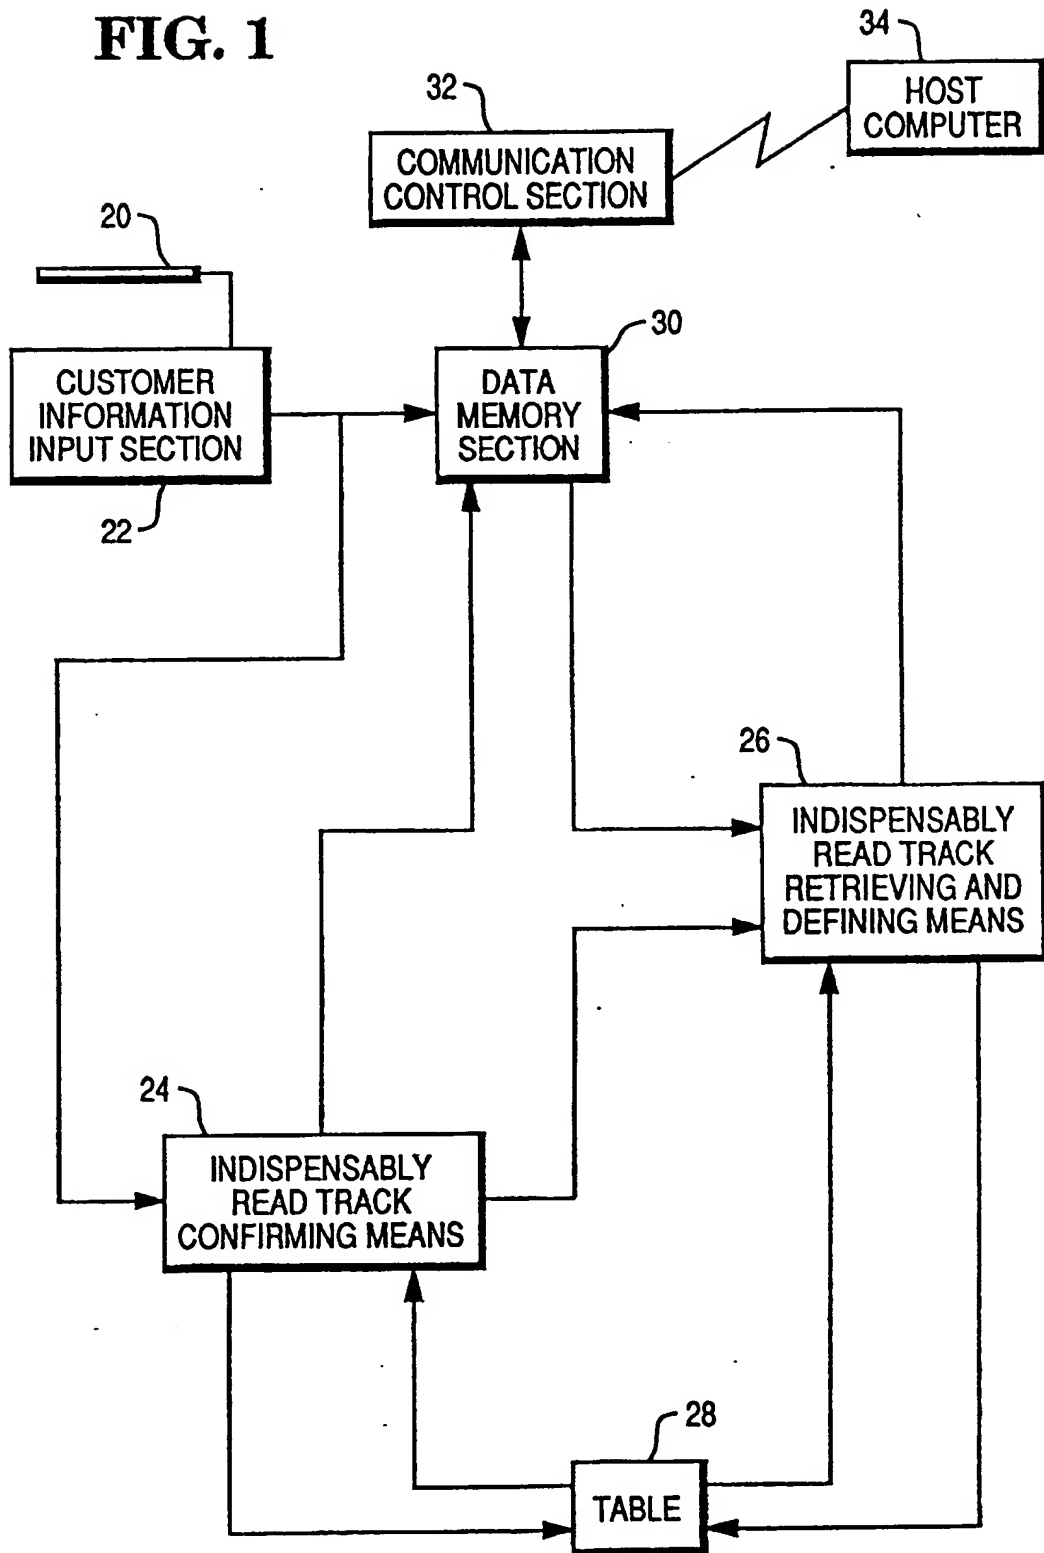 FIG. 1
34
HOST
COMPUTER
32
COMMUNICATION
CONTROL SECTION
20
30
CUSTOMER
INFORMATION
INPUT SECTION
22
DATA
MEMORY
SECTION
26
INDISPENSABLY
READ TRACK
RETRIEVING AND
DEFINING MEANS
24
INDISPENSABLY
READ TRACK
CONFIRMING MEANS
28
TABLE